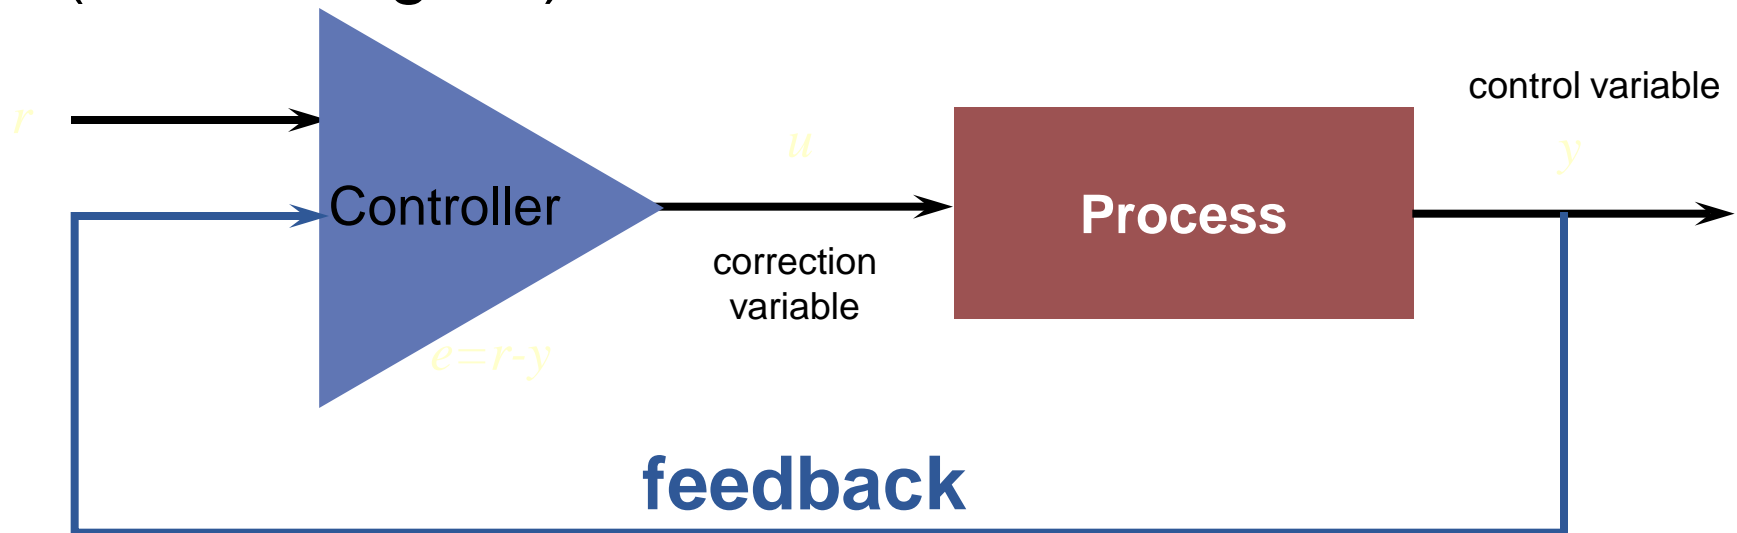 control variable
r
u
y
Controller
Process
correction
variable
e=r-y
feedback